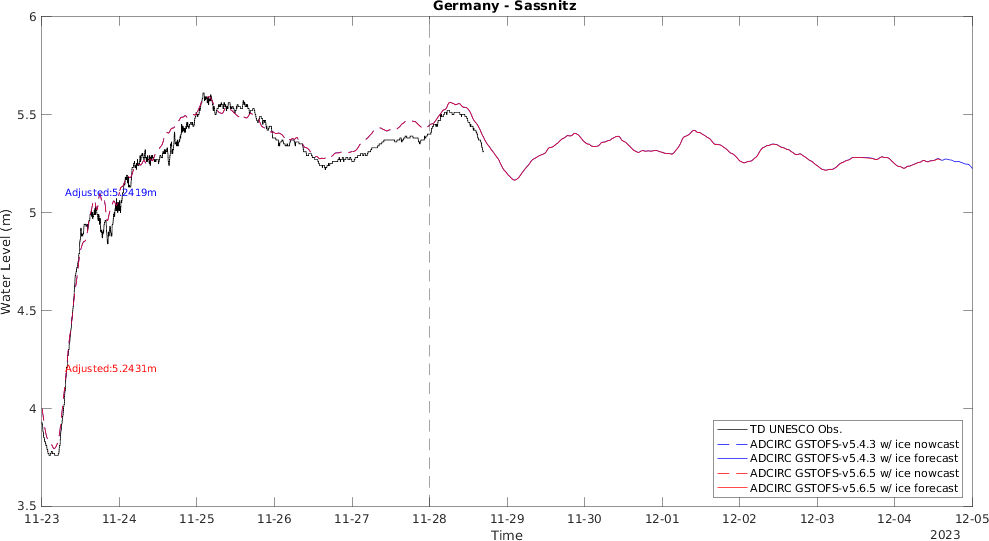 Germany - Sassnitz
6
5.5
5
4.5
4
3.5
Water Level (m)
Adjusted:5.2419m
Adjusted:5.2431m
TD UNESCO Obs.
ADCIRC GSTOFS-v5.4.3 w/ ice nowcast
ADCIRC GSTOFS-v5.4.3 w/ ice forecast
ADCIRC GSTOFS-v5.6.5 w/ ice nowcast
ADCIRC GSTOFS-v5.6.5 w/ ice forecast
11-23 11-24 11-25 11-26 11-27 11-28 11-29 11-30 12-01 12-02 12-03 12-04 12-05
Time
2023